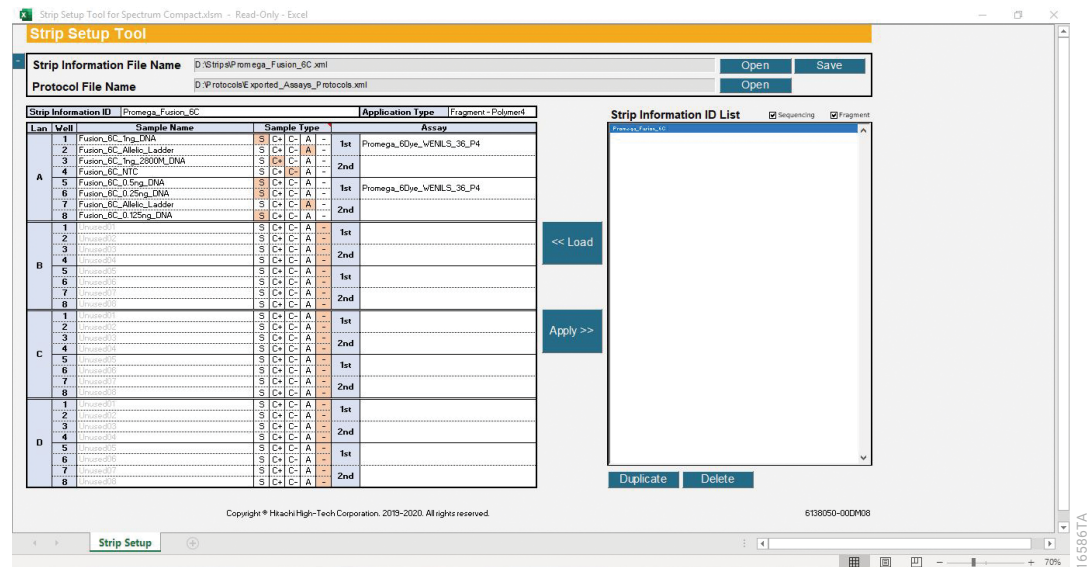 Strip Setup Tool for Spectrum Compact.xlsm - Read-Only - Excel
Strip Setup Tool
Strip Information File Name D:\Strips\Promega_Fusion_6C.xml Open Save
Protocol File Name D:\Protocols\Exported_Assays_Protocols.xml Open
Strip Information ID Promega_Fusion_6C Application Type Fragment-Polymer4
Strip Information ID List Sequencing Fragment
Lan Well Sample Name Sample Type Assay
Promega_Fusion_6C
A
1 Fusion_6C_1ng_DNA S C+ C- A - 1st Promega_6Dye_WENILS_36_P4
2 Fusion_6C_Allelic_Ladder S C+ C- A -
3 Fusion_6C_1ng_2800M_DNA S C+ C- A - 2nd
4 Fusion_6C_NTC S C+ C- A -
5 Fusion_6C_0.5ng_DNA S C+ C- A - 1st Promega_6Dye_WENILS_36_P4
6 Fusion_6C_0.25ng_DNA S C+ C- A -
7 Fusion_6C_Allelic_Ladder S C+ C- A - 2nd
8 Fusion_6C_0.125ng_DNA S C+ C- A -
B
1 Unused01 S C+ C- A - 1st
2 Unused02 S C+ C- A -
3 Unused03 S C+ C- A - 2nd
4 Unused04 S C+ C- A -
5 Unused05 S C+ C- A - 1st
6 Unused06 S C+ C- A -
7 Unused07 S C+ C- A - 2nd
8 Unused08 S C+ C- A -
<< Load
C
1 Unused01 S C+ C- A - 1st
2 Unused02 S C+ C- A -
3 Unused03 S C+ C- A - 2nd
4 Unused04 S C+ C- A -
5 Unused05 S C+ C- A - 1st
6 Unused06 S C+ C- A -
7 Unused07 S C+ C- A - 2nd
8 Unused08 S C+ C- A -
Apply >>
D
1 Unused01 S C+ C- A - 1st
2 Unused02 S C+ C- A -
3 Unused03 S C+ C- A - 2nd
4 Unused04 S C+ C- A -
5 Unused05 S C+ C- A - 1st
6 Unused06 S C+ C- A -
7 Unused07 S C+ C- A - 2nd
8 Unused08 S C+ C- A -
Duplicate Delete
Copyright © Hitachi High-Tech Corporation. 2019-2020. All rights reserved. 6138050-00DM08
Strip Setup
70%
16586TA